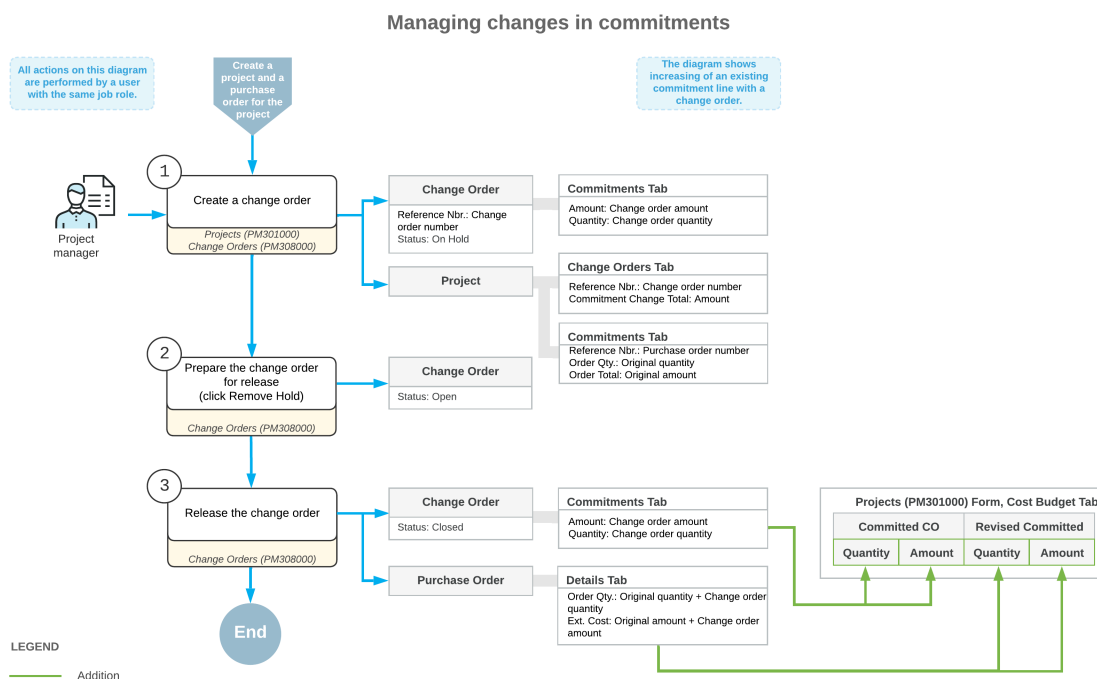 Managing changes in commitments
All actions on this diagram
are performed by a user
with the same job role.
Create a
project and a
purchase
order for the
project
The diagram shows
increasing of an existing
commitment line with a
change order.
Project
manager
1
Create a change order
Projects (PM301000)
Change Orders (PM308000)
Change Order
Reference Nbr.: Change
order number
Status: On Hold
Commitments Tab
Amount: Change order amount
Quantity: Change order quantity
Project
Change Orders Tab
Reference Nbr.: Change order number
Commitment Change Total: Amount
Commitments Tab
Reference Nbr.: Purchase order number
Order Qty.: Original quantity
Order Total: Original amount
2
Prepare the change order
for release
(click Remove Hold)
Change Orders (PM308000)
Change Order
Status: Open
3
Release the change order
Change Orders (PM308000)
Change Order
Status: Closed
Commitments Tab
Amount: Change order amount
Quantity: Change order quantity
Purchase Order
Details Tab
Order Qty.: Original quantity + Change order
quantity
Ext. Cost: Original amount + Change order
amount
Projects (PM301000) Form, Cost Budget Tab
Committed CO
Revised Committed
Quantity
Amount
Quantity
Amount
End
LEGEND
Addition